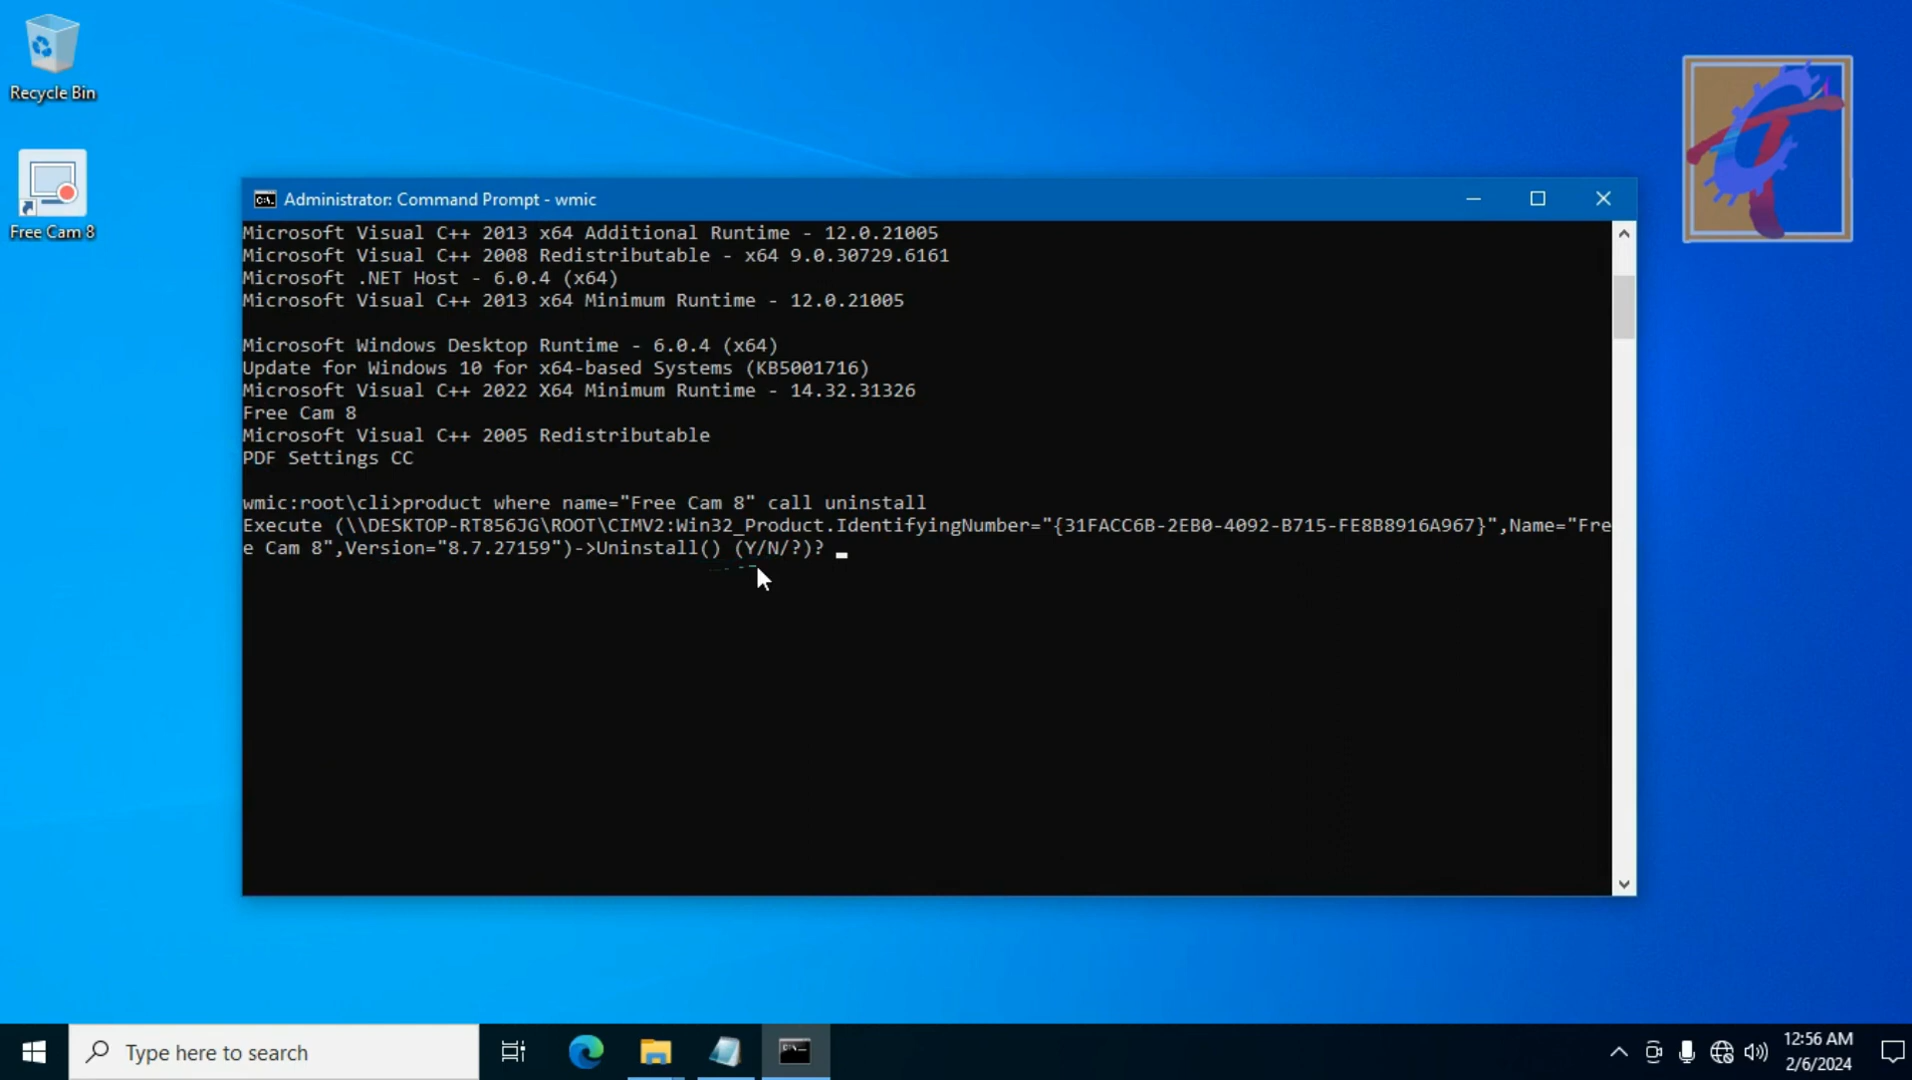 Recycle Bin
Free Cam 8
Administrator: Command Prompt - wmic
Microsoft Visual C++ 2013 x64 Additional Runtime - 12.0.21005
Microsoft Visual C++ 2008 Redistributable - x64 9.0.30729.6161
Microsoft .NET Host - 6.0.4 (x64)
Microsoft Visual C++ 2013 x64 Minimum Runtime - 12.0.21005
Microsoft Windows Desktop Runtime - 6.0.4 (x64)
Update for Windows 10 for x64-based Systems (KB5001716)
Microsoft Visual C++ 2022 X64 Minimum Runtime - 14.32.31326
Free Cam 8
Microsoft Visual C++ 2005 Redistributable
PDF Settings CC
wmic:root\cli>product where name="Free Cam 8" call uninstall
Execute (\\DESKTOP-RT856JG\ROOT\CIMV2:Win32_Product.IdentifyingNumber="{31FACC6B-2EB0-4092-B715-FE8B8916A967}",Name="Fre
e Cam 8",Version="8.7.27159")->Uninstall() (Y/N/?)?
Type here to search
12:56 AM
2/6/2024